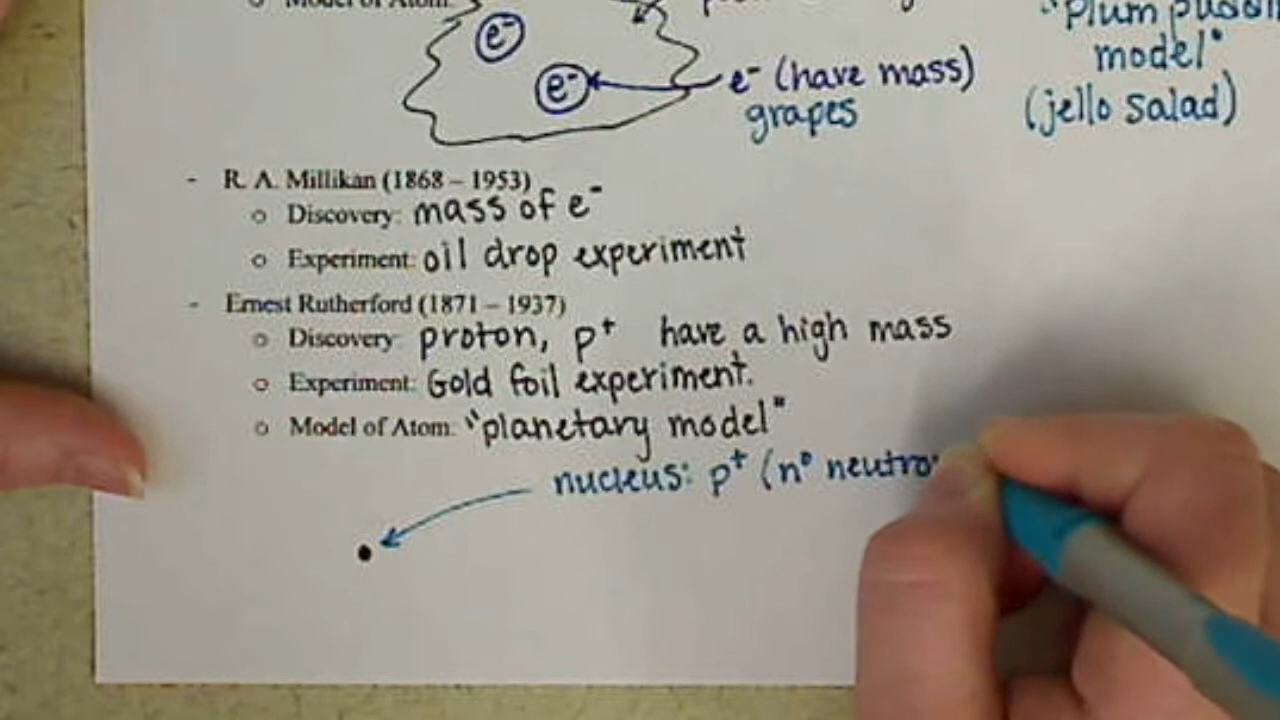 o Model of Atom:
"plum pudding
e⁻
model"
e⁻ e⁻ (have mass)
grapes
(jello salad)
- R. A. Millikan (1868 – 1953)
o Discovery: mass of e⁻
o Experiment: oil drop experiment
- Ernest Rutherford (1871 – 1937)
o Discovery: proton, p⁺ have a high mass
o Experiment: Gold foil experiment.
o Model of Atom: "planetary model"
nucleus: p⁺ (n° neutro